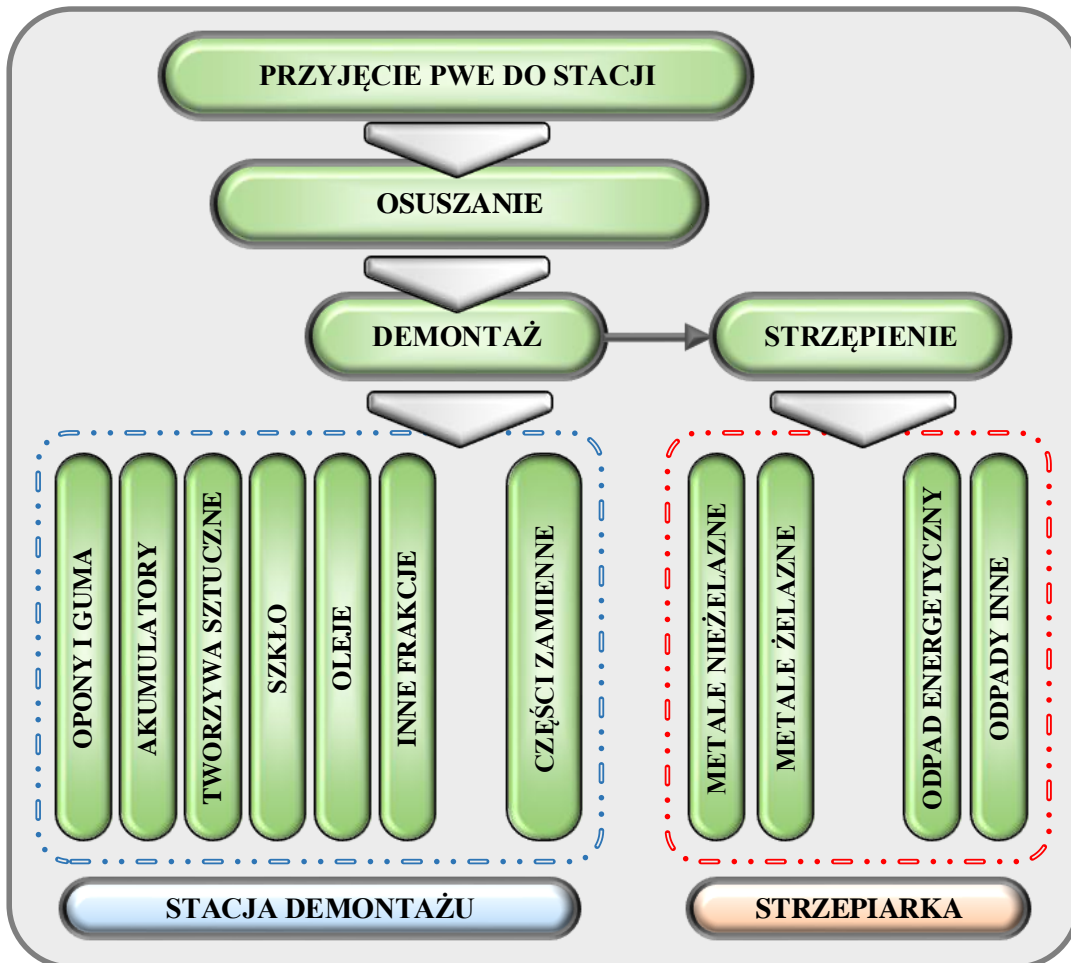 PRZYJĘCIE PWE DO STACJI
OSUSZANIE
DEMONTAŻ
STRZĘPIENIE
OPONY I GUMA
AKUMULATORY
TWORZYWA SZTUCZNE
SZKŁO
OLEJE
INNE FRAKCJE
CZĘŚCI ZAMIENNE
METALE NIEŻELAZNE
METALE ŻELAZNE
ODPAD ENERGETYCZNY
ODPADY INNE
STACJA DEMONTAŻU
STRZEPIARKA